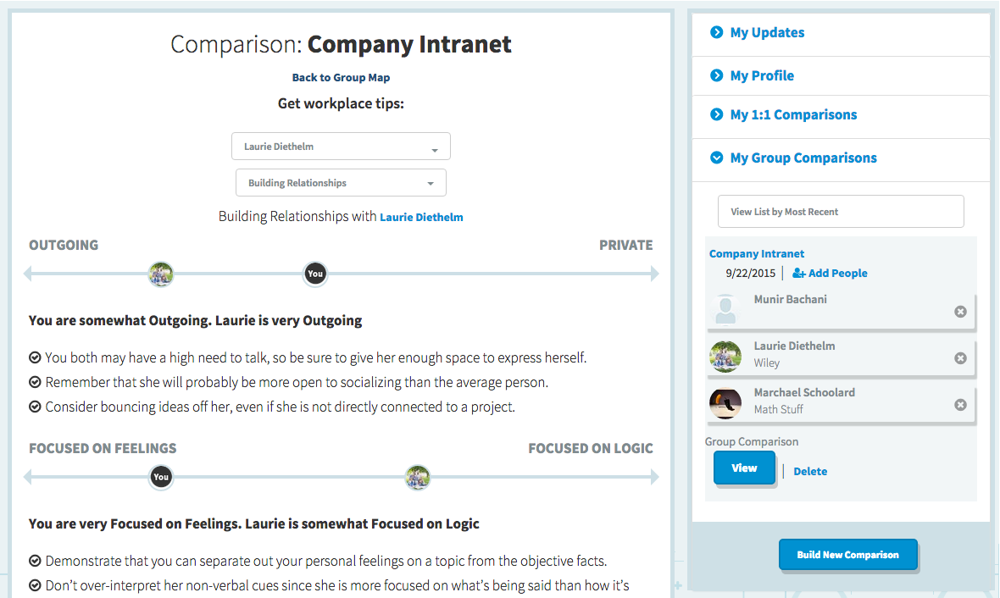 Comparison: Company Intranet
Back to Group Map
Get workplace tips:
Laurie Diethelm
Building Relationships
Building Relationships with Laurie Diethelm
OUTGOING PRIVATE
You
You are somewhat Outgoing. Laurie is very Outgoing
You both may have a high need to talk, so be sure to give her enough space to express herself.
Remember that she will probably be more open to socializing than the average person.
Consider bouncing ideas off her, even if she is not directly connected to a project.
FOCUSED ON FEELINGS FOCUSED ON LOGIC
You
You are very Focused on Feelings. Laurie is somewhat Focused on Logic
Demonstrate that you can separate out your personal feelings on a topic from the objective facts.
Don't over-interpret her non-verbal cues since she is more focused on what's being said than how it's
My Updates
My Profile
My 1:1 Comparisons
My Group Comparisons
View List by Most Recent
Company Intranet
9/22/2015 | Add People
Munir Bachani
Laurie Diethelm
Wiley
Marchael Schoolard
Math Stuff
Group Comparison
View | Delete
Build New Comparison